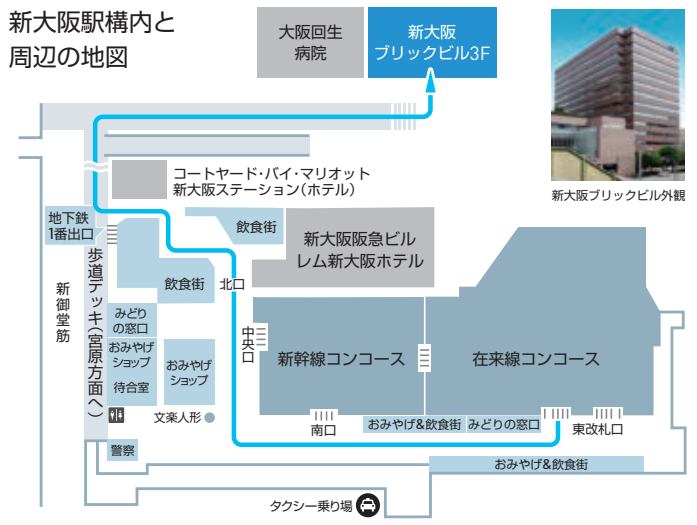 新大阪駅構内と
周辺の地図
大阪回生
病院
新大阪
ブリックビル3F
新大阪ブリックビル外観
コートヤード・バイ・マリオット
新大阪ステーション(ホテル)
地下鉄
1番出口
飲食街
新大阪阪急ビル
レム新大阪ホテル
新御堂筋
歩道デッキ(宮原方面へ)
飲食街
北口
みどり
の窓口
おみやげ
ショップ
待合室
おみやげ
ショップ
中央口
新幹線コンコース
在来線コンコース
文楽人形
南口
おみやげ&飲食街
みどりの窓口
東改札口
警察
おみやげ&飲食街
タクシー乗り場